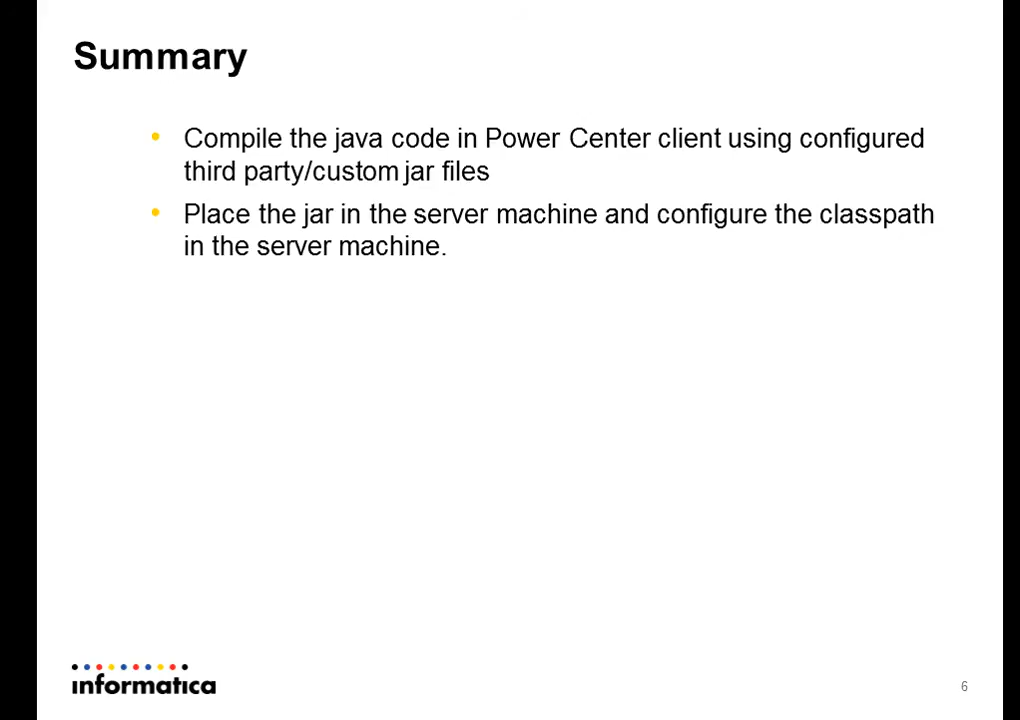 Summary
• Compile the java code in Power Center client using configured
third party/custom jar files
• Place the jar in the server machine and configure the classpath
in the server machine.
informatica
6